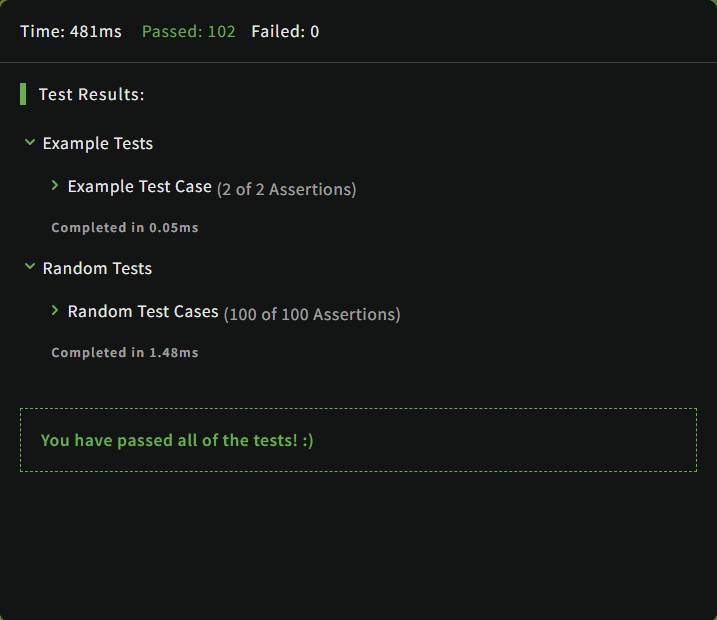 Time: 481ms Passed: 102 Failed: 0
Test Results:
Example Tests
Example Test Case (2 of 2 Assertions)
Completed in 0.05ms
Random Tests
Random Test Cases (100 of 100 Assertions)
Completed in 1.48ms
You have passed all of the tests! :)